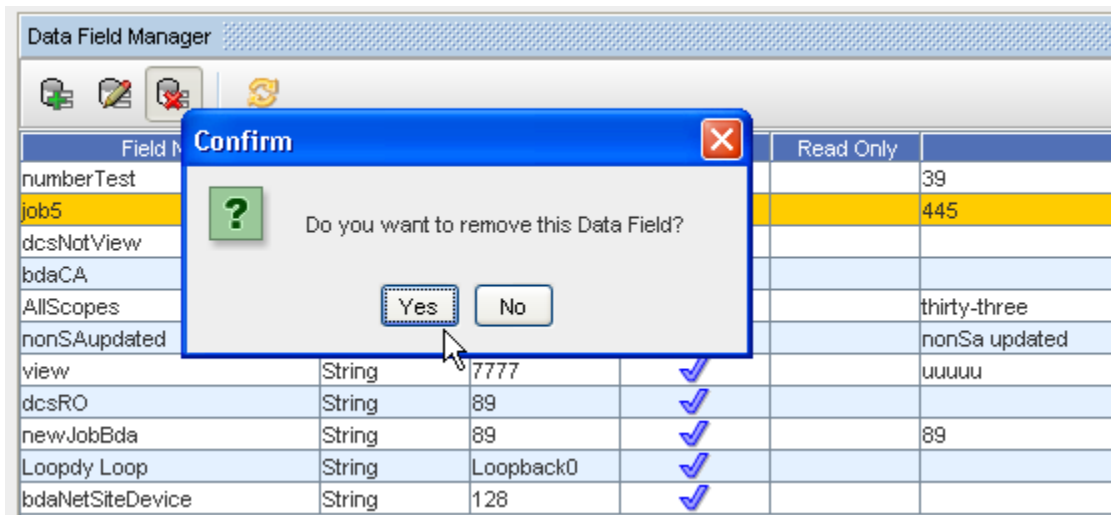 Data Field Manager
Confirm
Field N Read Only
numberTest 39
job5 445
Do you want to remove this Data Field?
dcsNotView
bdaCA
Yes No
AllScopes thirty-three
nonSAupdated nonSa updated
view String 7777 uuuuu
dcsRO String 89
newJobBda String 89 89
Loopdy Loop String Loopback0
bdaNetSiteDevice String 128